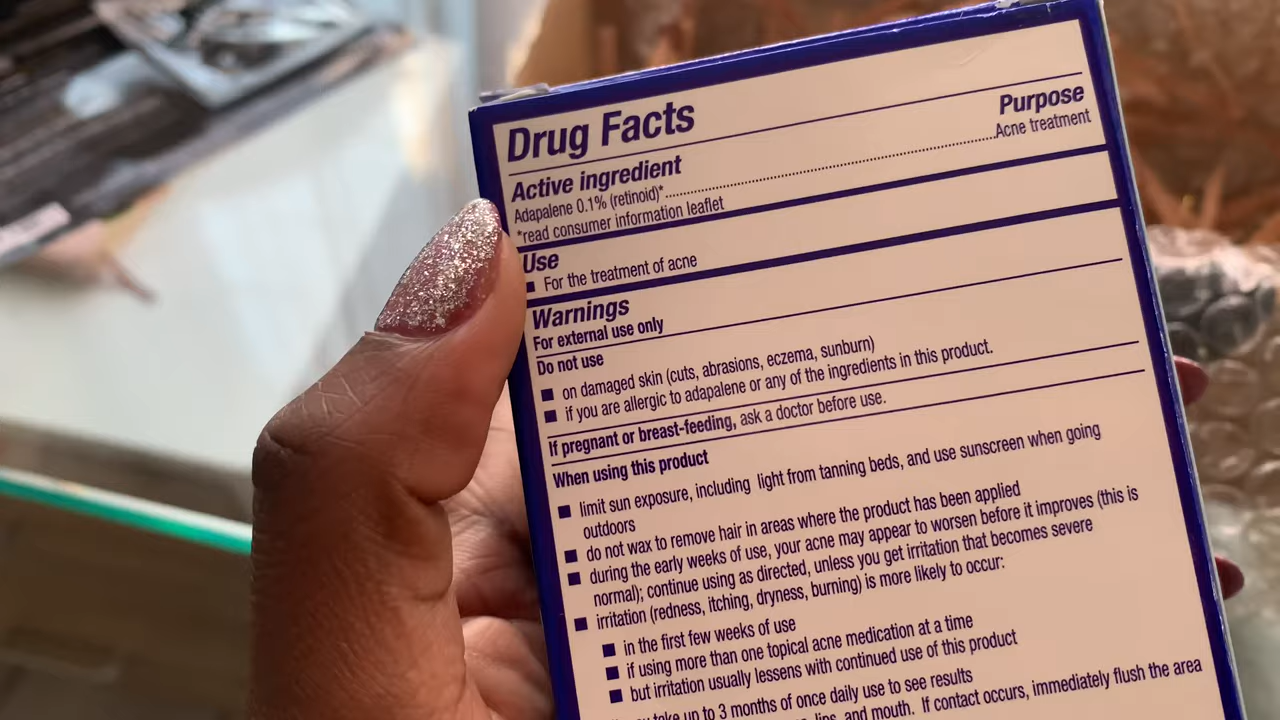 Drug Facts
Active ingredient
Purpose
Adapalene 0.1% (retinoid)*........Acne treatment
*read consumer information leaflet
Use
■ For the treatment of acne
Warnings
For external use only
Do not use
■ on damaged skin (cuts, abrasions, eczema, sunburn)
■ if you are allergic to adapalene or any of the ingredients in this product.
If pregnant or breast-feeding, ask a doctor before use.
When using this product
■ limit sun exposure, including light from tanning beds, and use sunscreen when going
outdoors
■ do not wax to remove hair in areas where the product has been applied
■ during the early weeks of use, your acne may appear to worsen before it improves (this is
normal); continue using as directed, unless you get irritation that becomes severe
■ irritation (redness, itching, dryness, burning) is more likely to occur:
■ in the first few weeks of use
■ if using more than one topical acne medication at a time
■ but irritation usually lessens with continued use of this product
take up to 3 months of once daily use to see results
lips, and mouth. If contact occurs, immediately flush the area